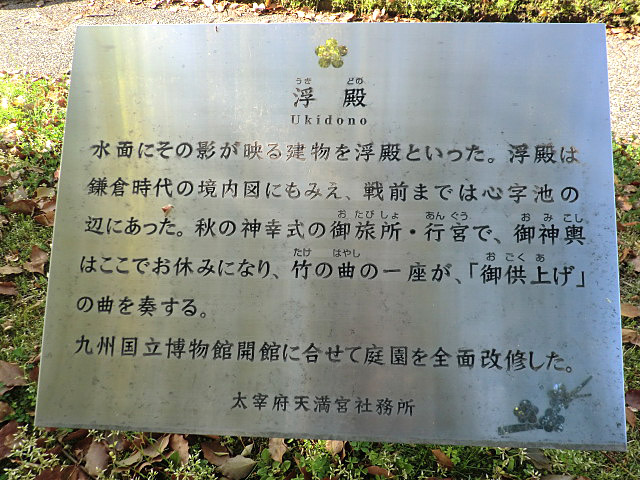 うき どの
浮 殿
Ukidono
水面にその影が映る建物を浮殿といった。浮殿は
鎌倉時代の境内図にもみえ、戦前までは心字池の
おたびしょ あんぐう おみこし
辺にあった。秋の神幸式の御旅所・行宮で、御神輿
たけ はやし おごくあ
はここでお休みになり、竹の曲の一座が、「御供上げ」
の曲を奏する。
九州国立博物館開館に合せて庭園を全面改修した。
太宰府天満宮社務所